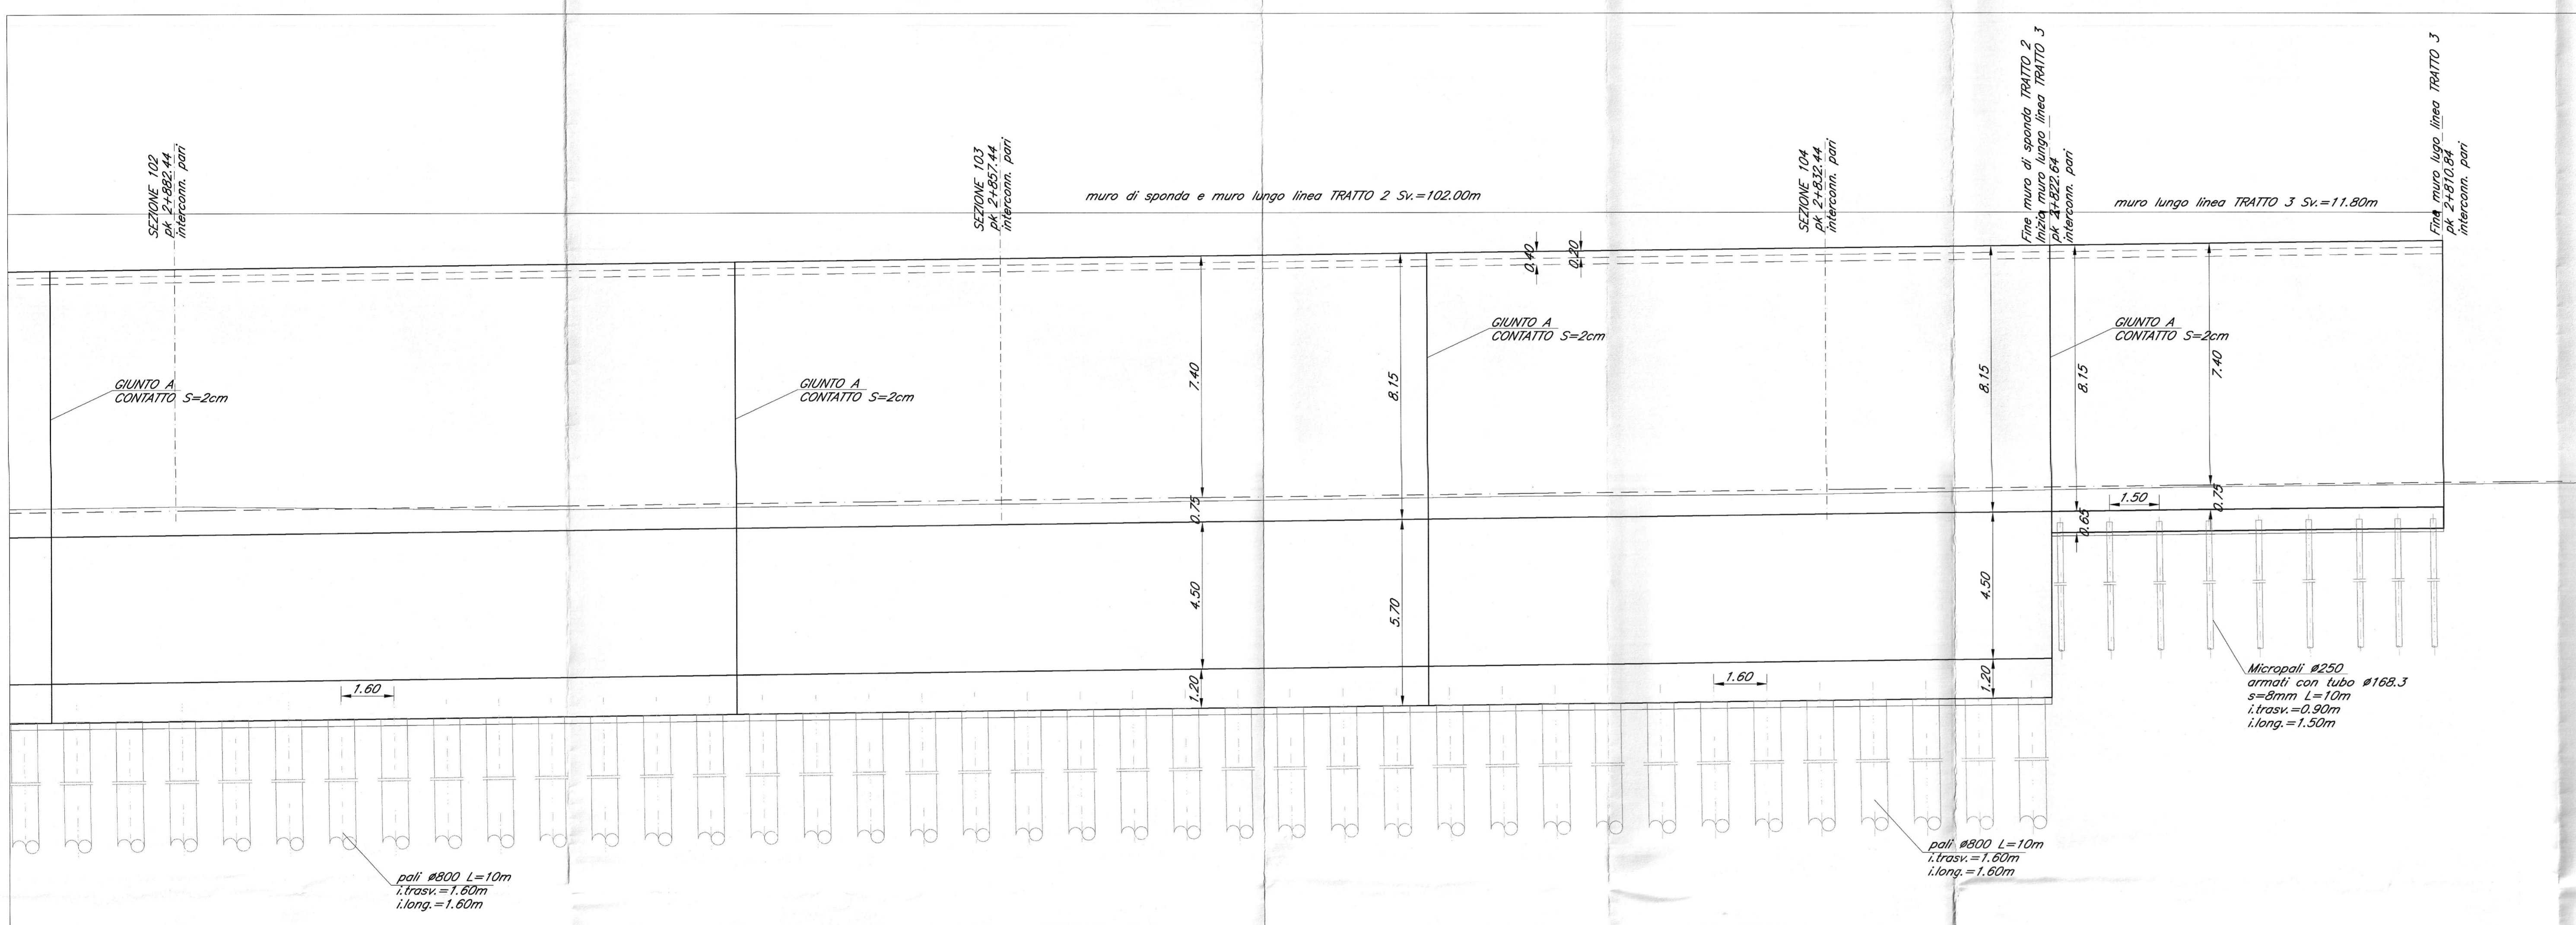 SEZIONE 102
pk 2+882.44
interconn. pari
SEZIONE 103
pk 2+857.44
interconn. pari
muro di sponda e muro lungo linea TRATTO 2 Sv.=102.00m
SEZIONE 104
pk 2+832.44
interconn. pari
Fine muro di sponda TRATTO 2
Inizio muro lungo linea TRATTO 3
pk 2+822.64
interconn. pari
muro lungo linea TRATTO 3 Sv.=11.80m
Fine muro lugo linea TRATTO 3
pk 2+810.84
interconn. pari
0.40
0.20
GIUNTO A
CONTATTO S=2cm
GIUNTO A
CONTATTO S=2cm
GIUNTO A
CONTATTO S=2cm
GIUNTO A
CONTATTO S=2cm
7.40
8.15
8.15
8.15
7.40
0.75
0.75
1.50
0.65
4.50
5.70
4.50
1.20
1.20
1.60
1.60
Micropali ø250
armati con tubo ø168.3
s=8mm L=10m
i.trasv.=0.90m
i.long.=1.50m
pali ø800 L=10m
i.trasv.=1.60m
i.long.=1.60m
pali ø800 L=10m
i.trasv.=1.60m
i.long.=1.60m